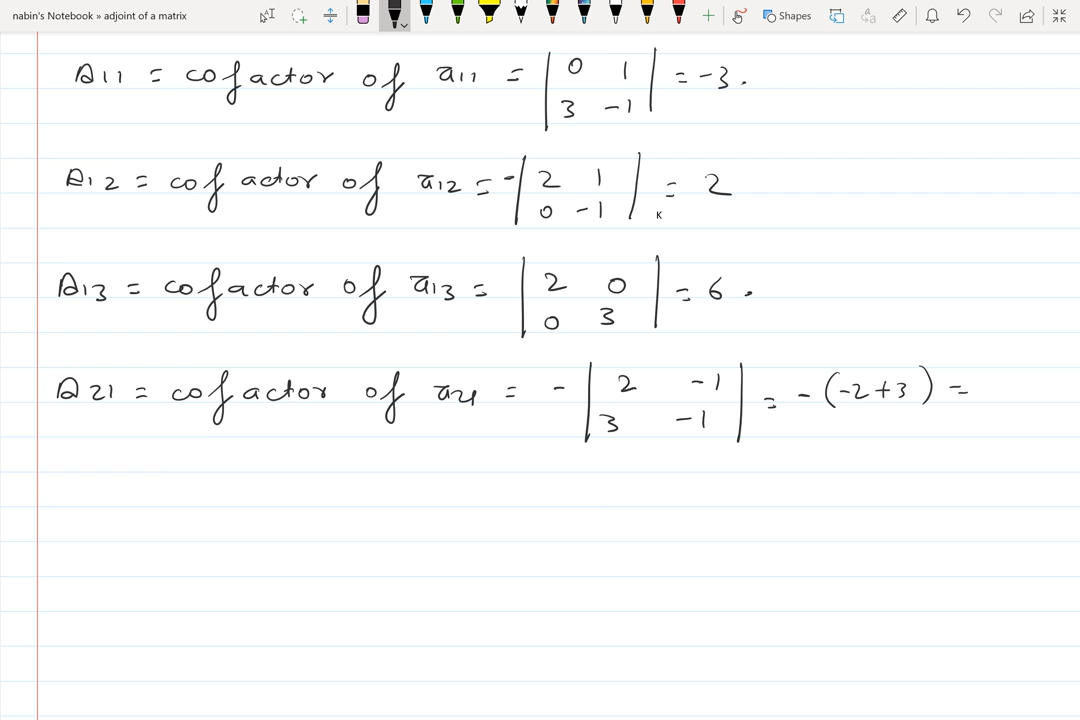 nabin's Notebook » adjoint of a matrix Shapes
A11 = cofactor of a11 = | 0 1 | = -3.
3 -1
A12 = cofactor of a12 = - | 2 1 | = 2
0 -1
A13 = cofactor of a13 = | 2 0 | = 6.
0 3
A21 = cofactor of a21 = - | 2 -1 | = - (-2+3) =
3 -1